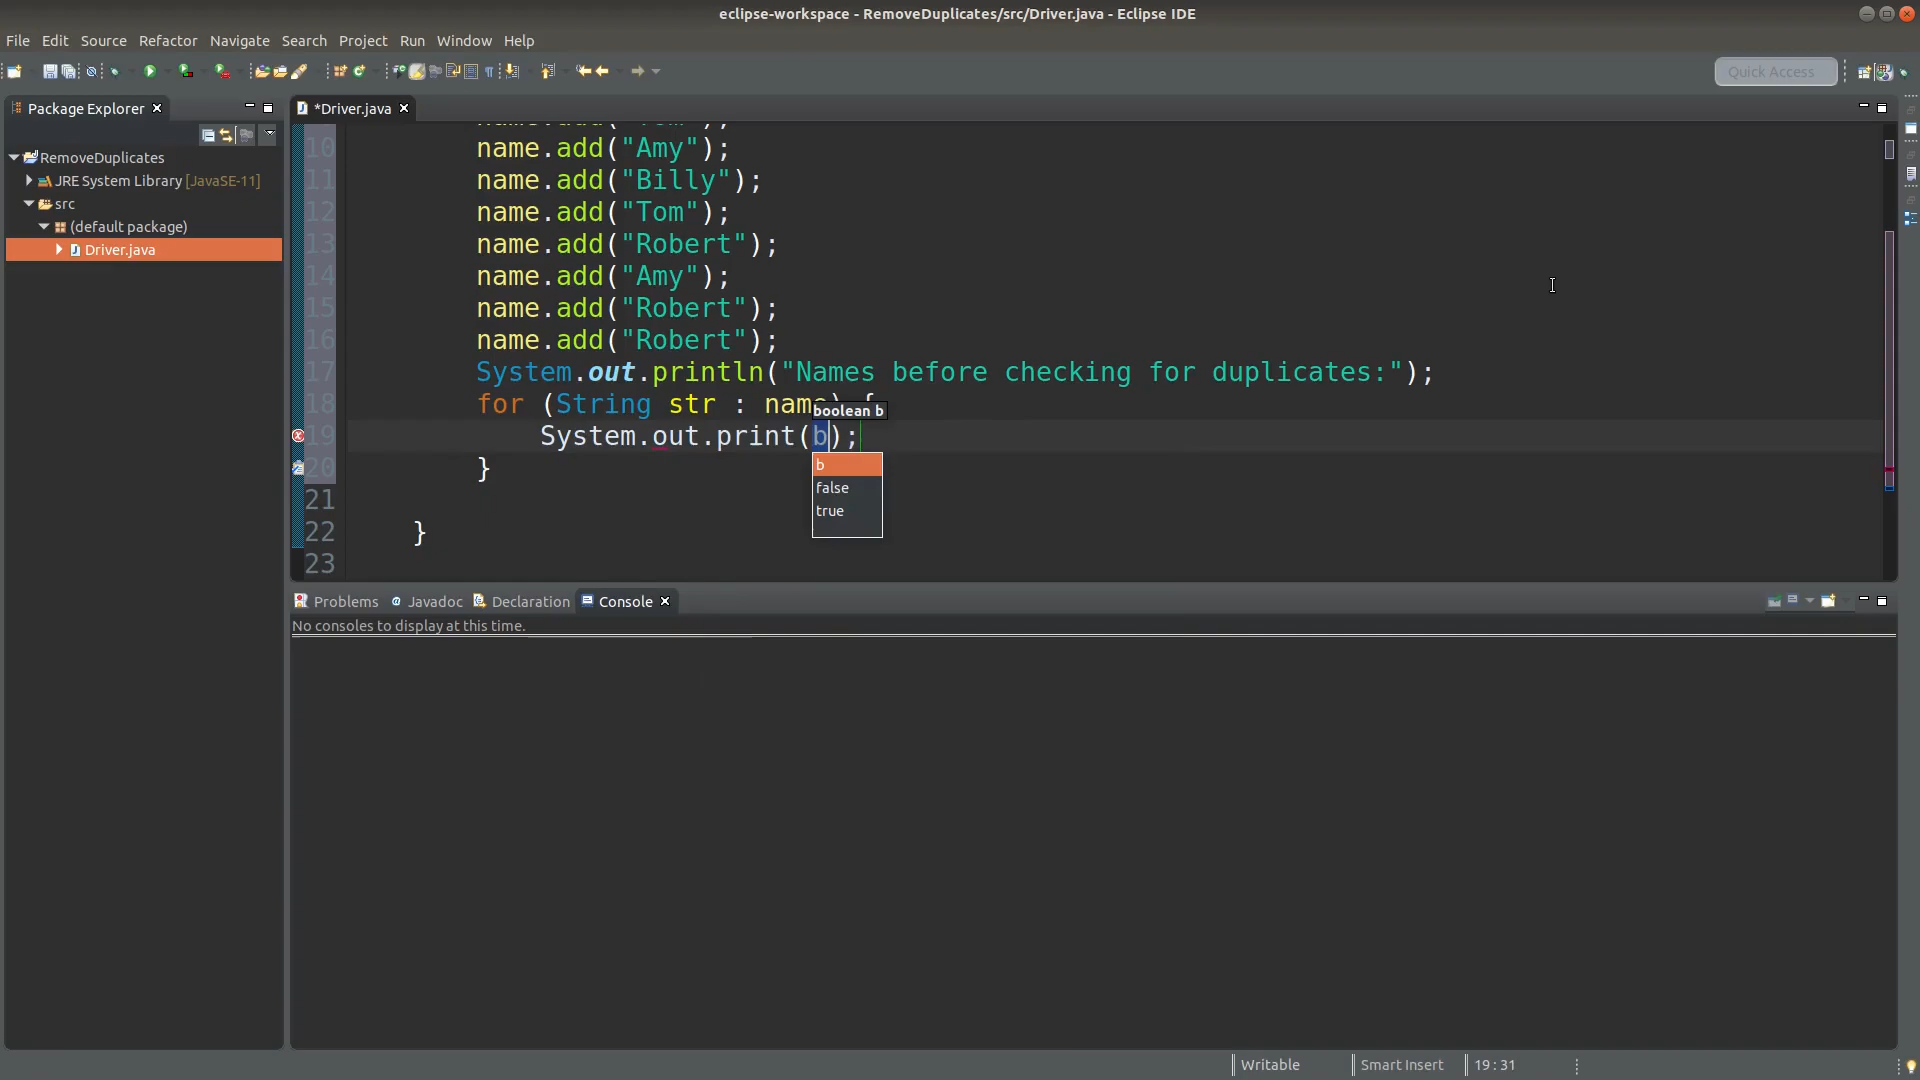 eclipse-workspace - RemoveDuplicates/src/Driver.java - Eclipse IDE
File Edit Source Refactor Navigate Search Project Run Window Help
Quick Access
Package Explorer
*Driver.java
RemoveDuplicates
JRE System Library [JavaSE-11]
src
(default package)
Driver.java
10 name.add("Amy");
11 name.add("Billy");
12 name.add("Tom");
13 name.add("Robert");
14 name.add("Amy");
15 name.add("Robert");
16 name.add("Robert");
17 System.out.println("Names before checking for duplicates:");
18 for (String str : name) {
boolean b
19 System.out.print(b);
b
false
true
20 }
21
22 }
23
Problems Javadoc Declaration Console
No consoles to display at this time.
Writable Smart Insert 19 : 31